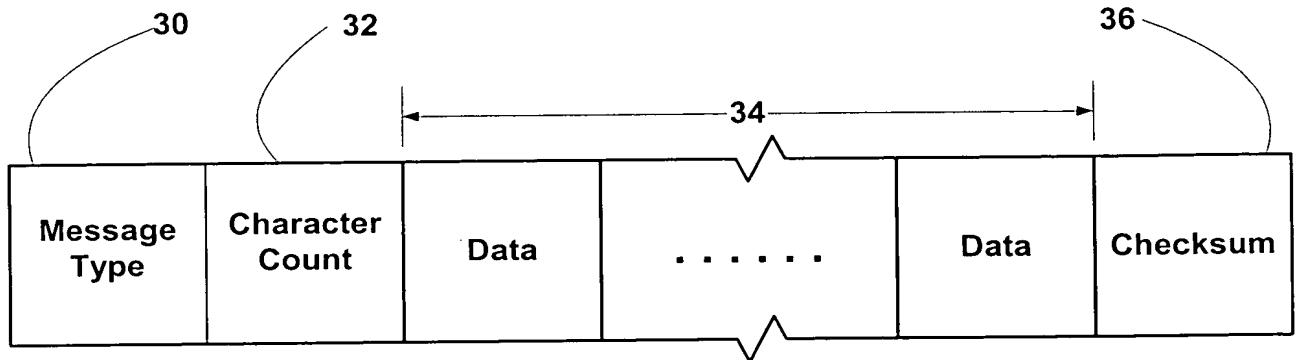 30
32
36
34
Message Type
Character Count
Data
. . . . . .
Data
Checksum